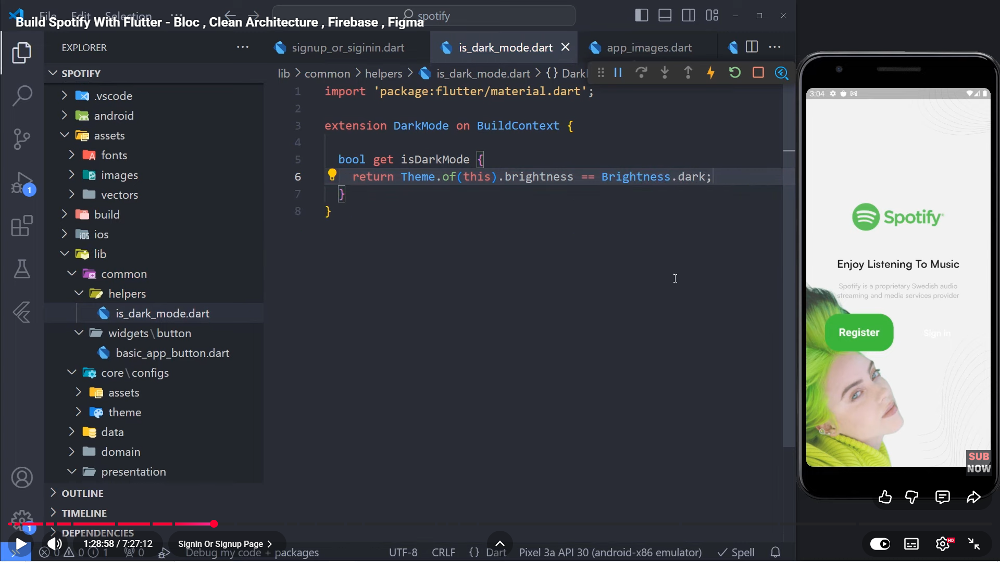 File Edit Selection ...
spotify
Build Spotify With Flutter - Bloc , Clean Architecture , Firebase , Figma
EXPLORER
signup_or_siginin.dart
is_dark_mode.dart
app_images.dart
SPOTIFY
lib > common > helpers > is_dark_mode.dart > {} Dark
.vscode
android
assets
fonts
images
vectors
build
ios
lib
common
helpers
is_dark_mode.dart
widgets\button
basic_app_button.dart
core\configs
assets
theme
data
domain
presentation
OUTLINE
TIMELINE
DEPENDENCIES
1 import 'package:flutter/material.dart';
2
3 extension DarkMode on BuildContext {
4
5 bool get isDarkMode {
6 return Theme.of(this).brightness == Brightness.dark;
7 }
8 }
1
1
3:04
Spotify
Enjoy Listening To Music
Spotify is a proprietary Swedish audio
streaming and media services provider
Register
Sign in
SUB
NOW
1:28:58 / 7:27:12
Signin Or Signup Page >
HD
0 0 1 0
Debug my code + packages
UTF-8
CRLF
{} Dart
Pixel 3a API 30 (android-x86 emulator)
Spell